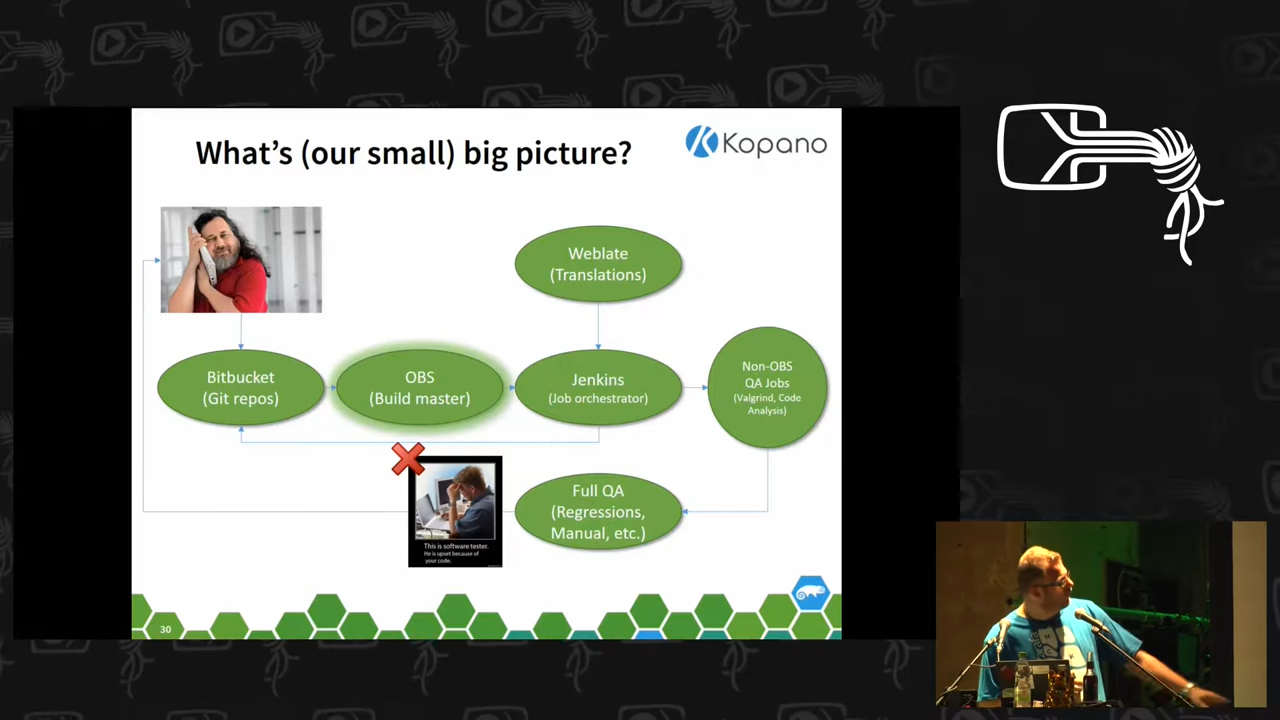 What's (our small) big picture?
Kopano
Weblate
(Translations)
Bitbucket
(Git repos)
OBS
(Build master)
Jenkins
(Job orchestrator)
Non-OBS
QA Jobs
(Valgrind, Code
Analysis)
Full QA
(Regressions,
Manual, etc.)
This is software tester.
He is upset because of
your code.
30